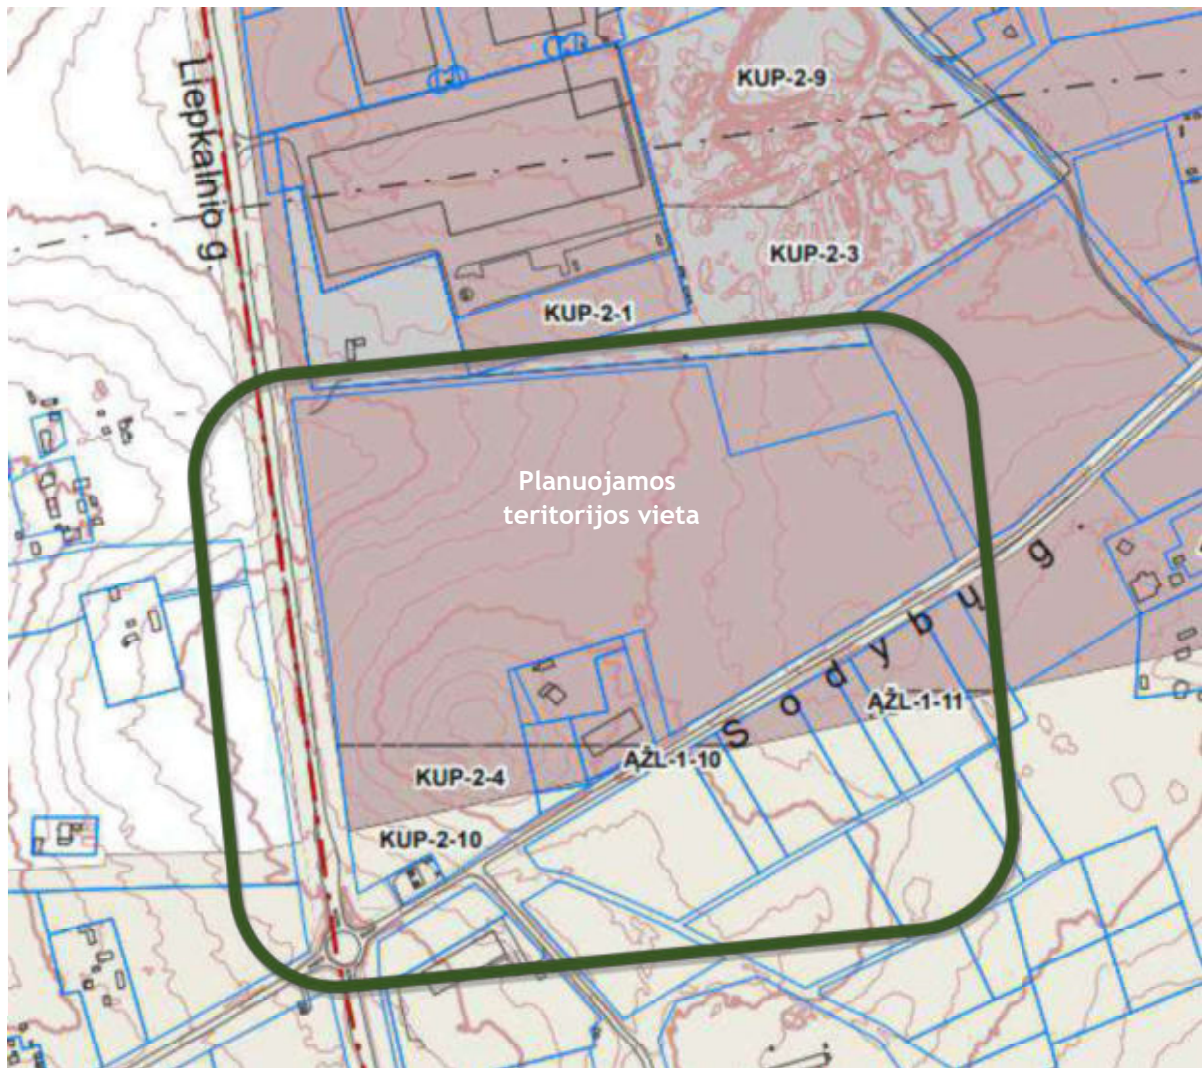 Liepkalnio g.
KUP-2-9
KUP-2-3
KUP-2-1
Planuojamos
teritorijos vieta
Sodybų g.
ĄŽL-1-11
ĄŽL-1-10
KUP-2-4
KUP-2-10